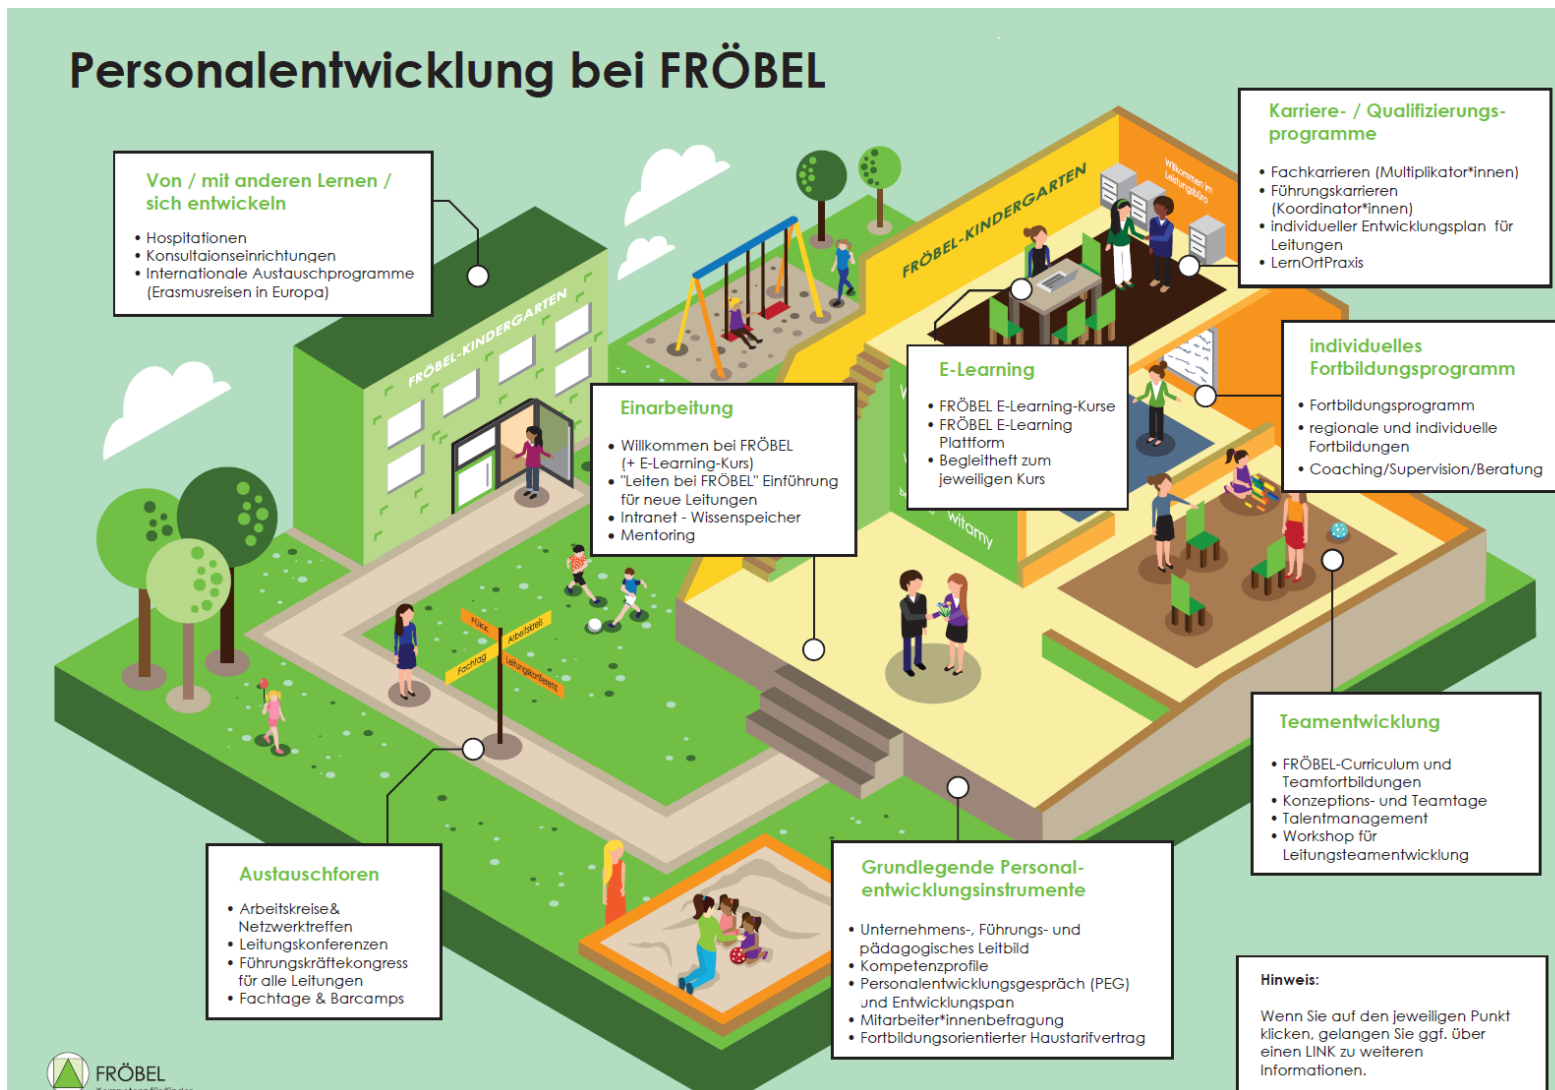 Personalentwicklung bei FRÖBEL
Von / mit anderen Lernen /
sich entwickeln
• Hospitationen
• Konsultaionseinrichtungen
• Internationale Austauschprogramme
(Erasmusreisen in Europa)
FRÖBEL-KINDERGARTEN
FRÖBEL-KINDERGARTEN
Willkommen im
Leistungsbüro
Karriere- / Qualifizierungs-
programme
• Fachkarrieren (Multiplikator*innen)
• Führungskarrieren
(Koordinator*innen)
• individueller Entwicklungsplan für
Leitungen
• LernOrtPraxis
individuelles
Fortbildungsprogramm
• Fortbildungsprogramm
• regionale und individuelle
Fortbildungen
• Coaching/Supervision/Beratung
E-Learning
• FRÖBEL E-Learning-Kurse
• FRÖBEL E-Learning
Plattform
• Begleitheft zum
jeweiligen Kurs
witamy
Einarbeitung
• Willkommen bei FRÖBEL
(+ E-Learning-Kurs)
• "Leiten bei FRÖBEL" Einführung
für neue Leitungen
• Intranet - Wissenspeicher
• Mentoring
FÜKK
Arbeitskreis
Fachtag
Leitungskonferenz
Teamentwicklung
• FRÖBEL-Curriculum und
Teamfortbildungen
• Konzeptions- und Teamtage
• Talentmanagement
• Workshop für
Leitungsteamentwicklung
Austauschforen
• Arbeitskreise&
Netzwerktreffen
• Leitungskonferenzen
• Führungskräftekongress
für alle Leitungen
• Fachtage & Barcamps
Grundlegende Personal-
entwicklungsinstrumente
• Unternehmens-, Führungs- und
pädagogisches Leitbild
• Kompetenzprofile
• Personalentwicklungsgespräch (PEG)
und Entwicklungspan
• Mitarbeiter*innenbefragung
• Fortbildungsorientierter Haustarifvertrag
Hinweis:
Wenn Sie auf den jeweiligen Punkt
klicken, gelangen Sie ggf. über
einen LINK zu weiteren
Informationen.
FRÖBEL